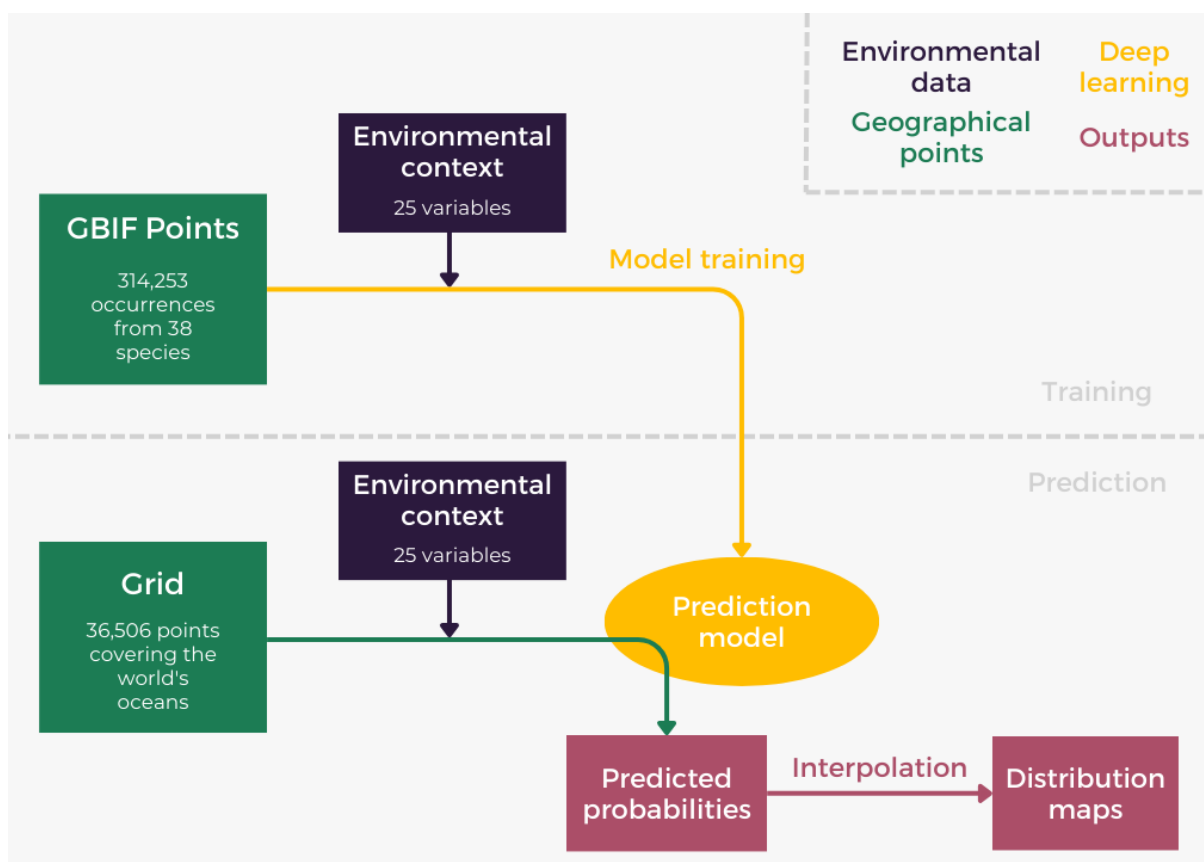 Environmental
data
Deep
learning
Geographical
points
Outputs
Environmental
context
25 variables
GBIF Points
314,253
occurrences
from 38
species
Model training
Training
Prediction
Environmental
context
25 variables
Grid
36,506 points
covering the
world's
oceans
Prediction
model
Predicted
probabilities
Interpolation
Distribution
maps